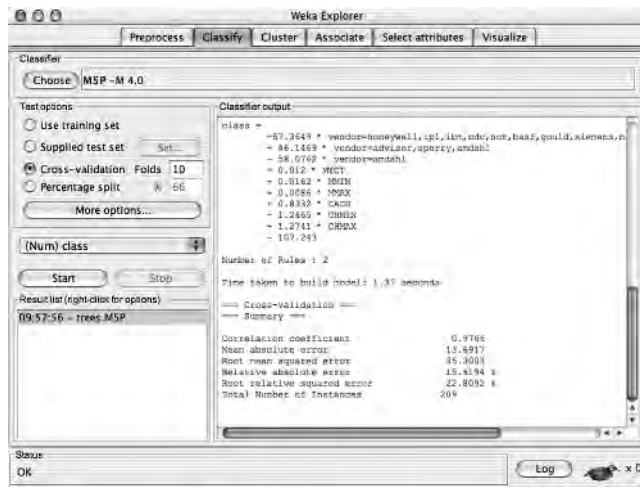 Weka Explorer
Preprocess Classify Cluster Associate Select attributes Visualize
Classifier
Choose M5P -M 4.0
Test options
Use training set
Supplied test set Set...
Cross-validation Folds 10
Percentage split % 66
More options...
(Num) class
Start Stop
Result list (right-click for options)
09:57:56 - trees.M5P
Classifier output
class =
vendor=honeywell,ipl,ibm,cdc,ncr,basf,gould,siemens,n
vendor=adviser,sperry,amdahl
vendor=amdahl
0.012 * MYCT
0.0162 * MMIN
0.0086 * MMAX
0.8332 * CACH
1.2665 * CHMIN
1.2741 * CHMAX
- 107.243
Number of Rules : 2
Time taken to build model: 1.37 seconds
=== Cross-validation ===
=== Summary ===
Correlation coefficient 0.9766
Mean absolute error 13.6917
Root mean squared error 35.3003
Relative absolute error 15.6194 %
Root relative squared error 22.8092 %
Total Number of Instances 209
Status
OK
Log
x 0